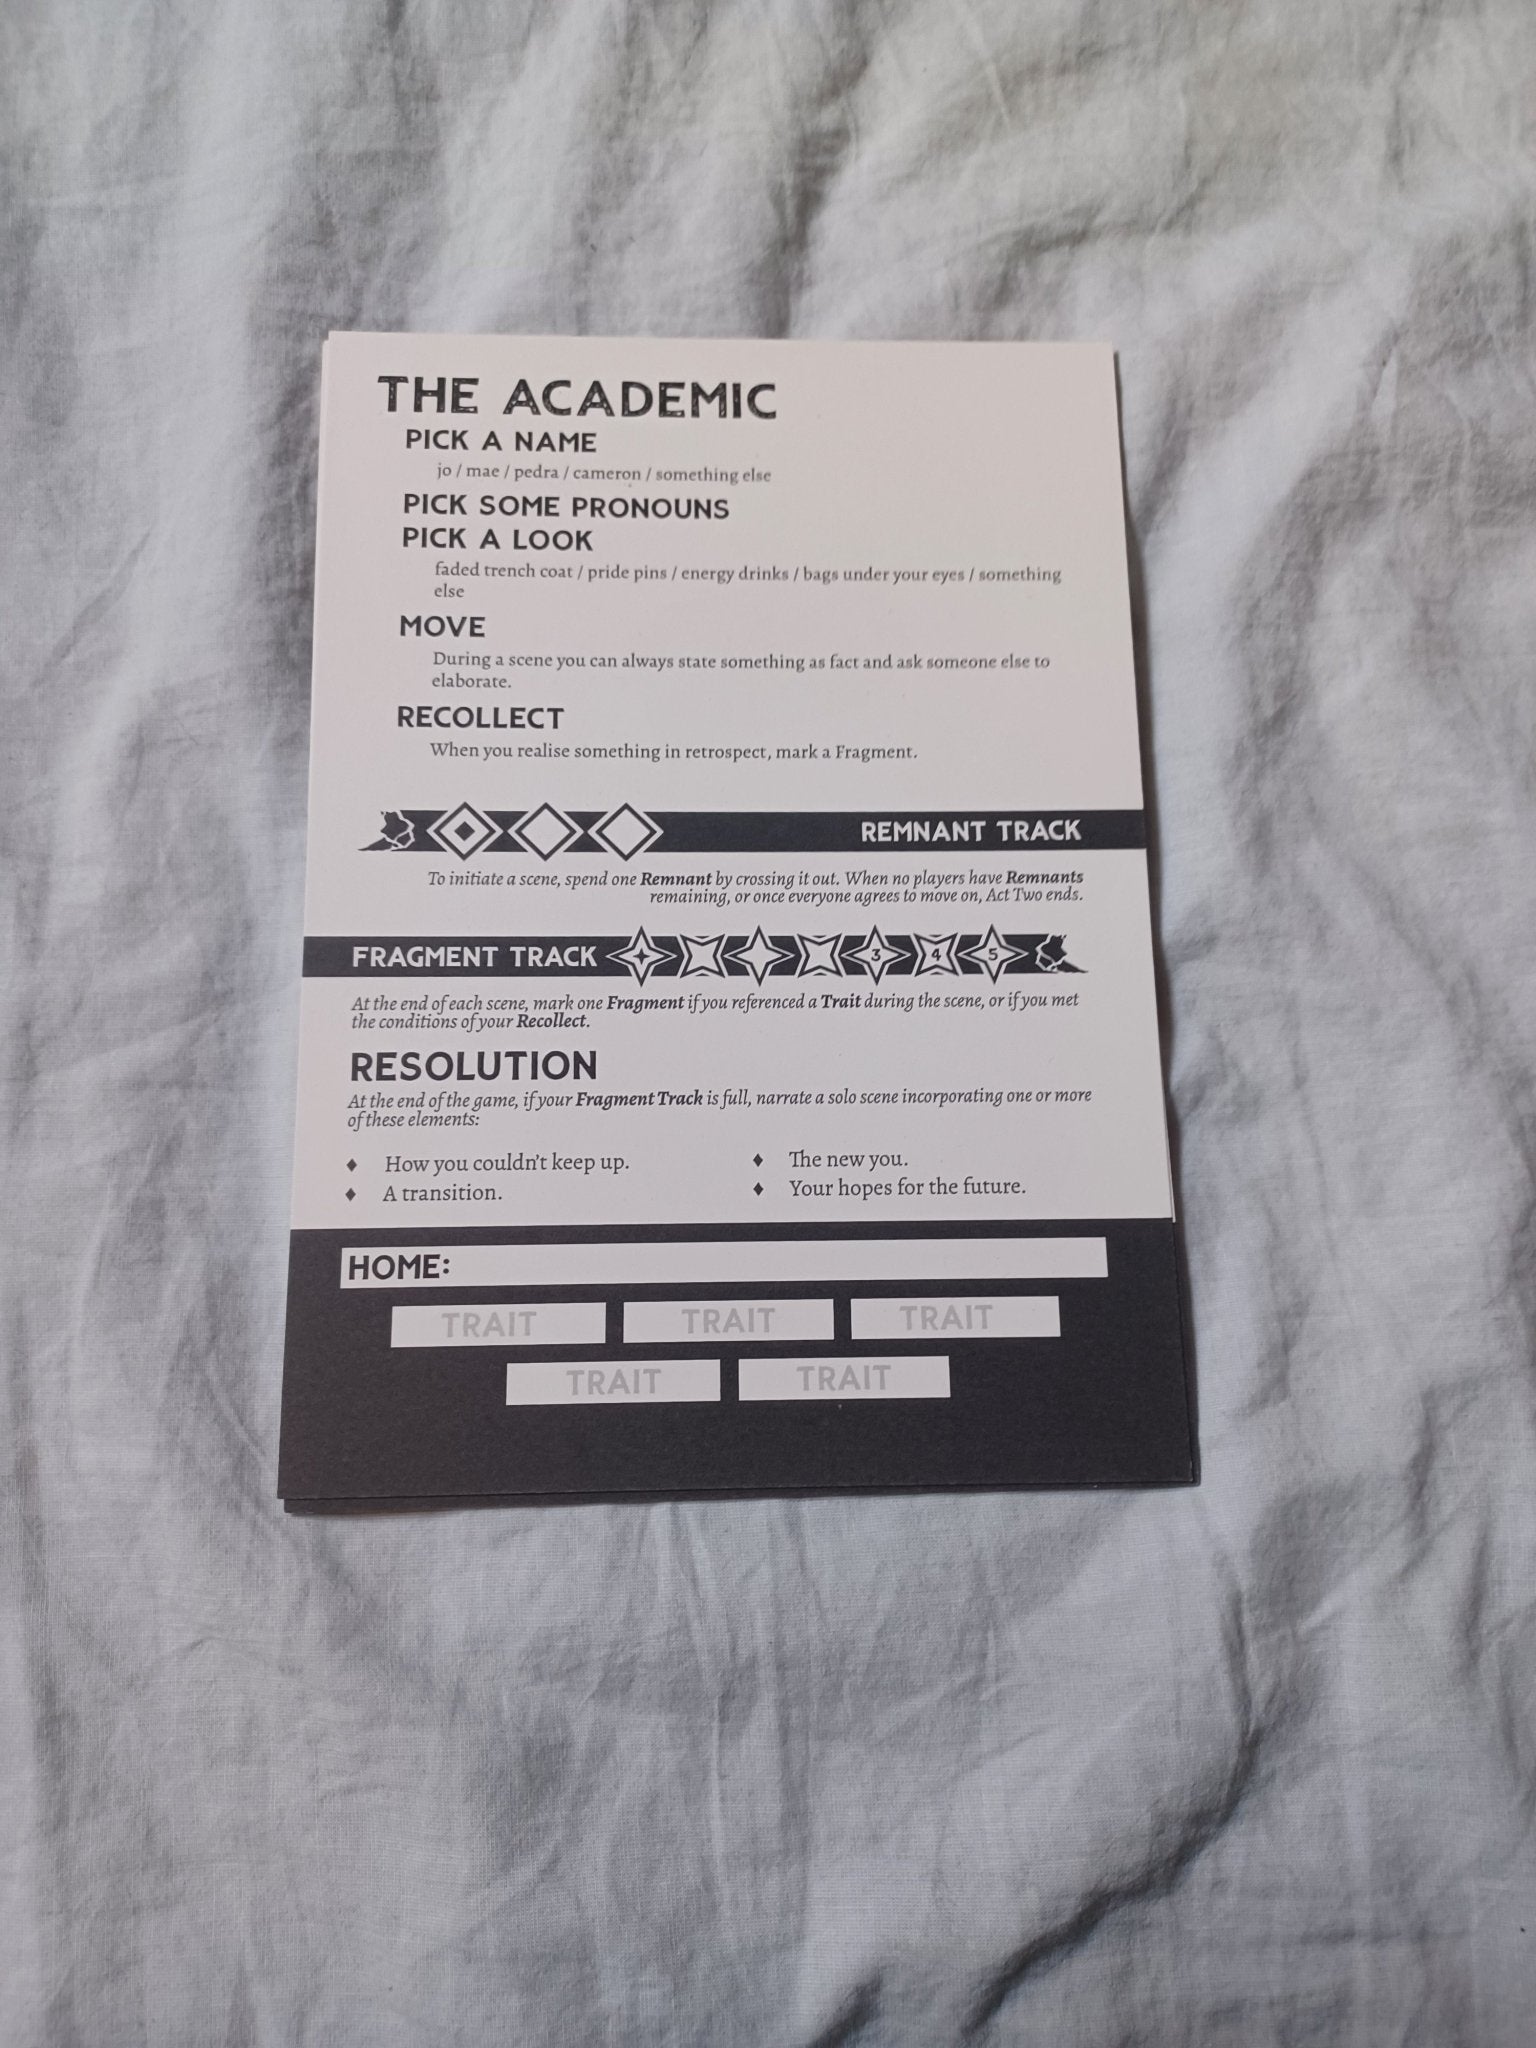 THE ACADEMIC
PICK A NAME
jo / mae / pedra / cameron / something else
PICK SOME PRONOUNS
PICK A LOOK
faded trench coat / pride pins / energy drinks / bags under your eyes / something
else
MOVE
During a scene you can always state something as fact and ask someone else to
elaborate.
RECOLLECT
When you realise something in retrospect, mark a Fragment.
REMNANT TRACK
To initiate a scene, spend one Remnant by crossing it out. When no players have Remnants
remaining, or once everyone agrees to move on, Act Two ends.
FRAGMENT TRACK 3 4 5
At the end of each scene, mark one Fragment if you referenced a Trait during the scene, or if you met
the conditions of your Recollect.
RESOLUTION
At the end of the game, if your Fragment Track is full, narrate a solo scene incorporating one or more
of these elements:
How you couldn't keep up.
A transition.
The new you.
Your hopes for the future.
HOME:
TRAIT TRAIT TRAIT
TRAIT TRAIT